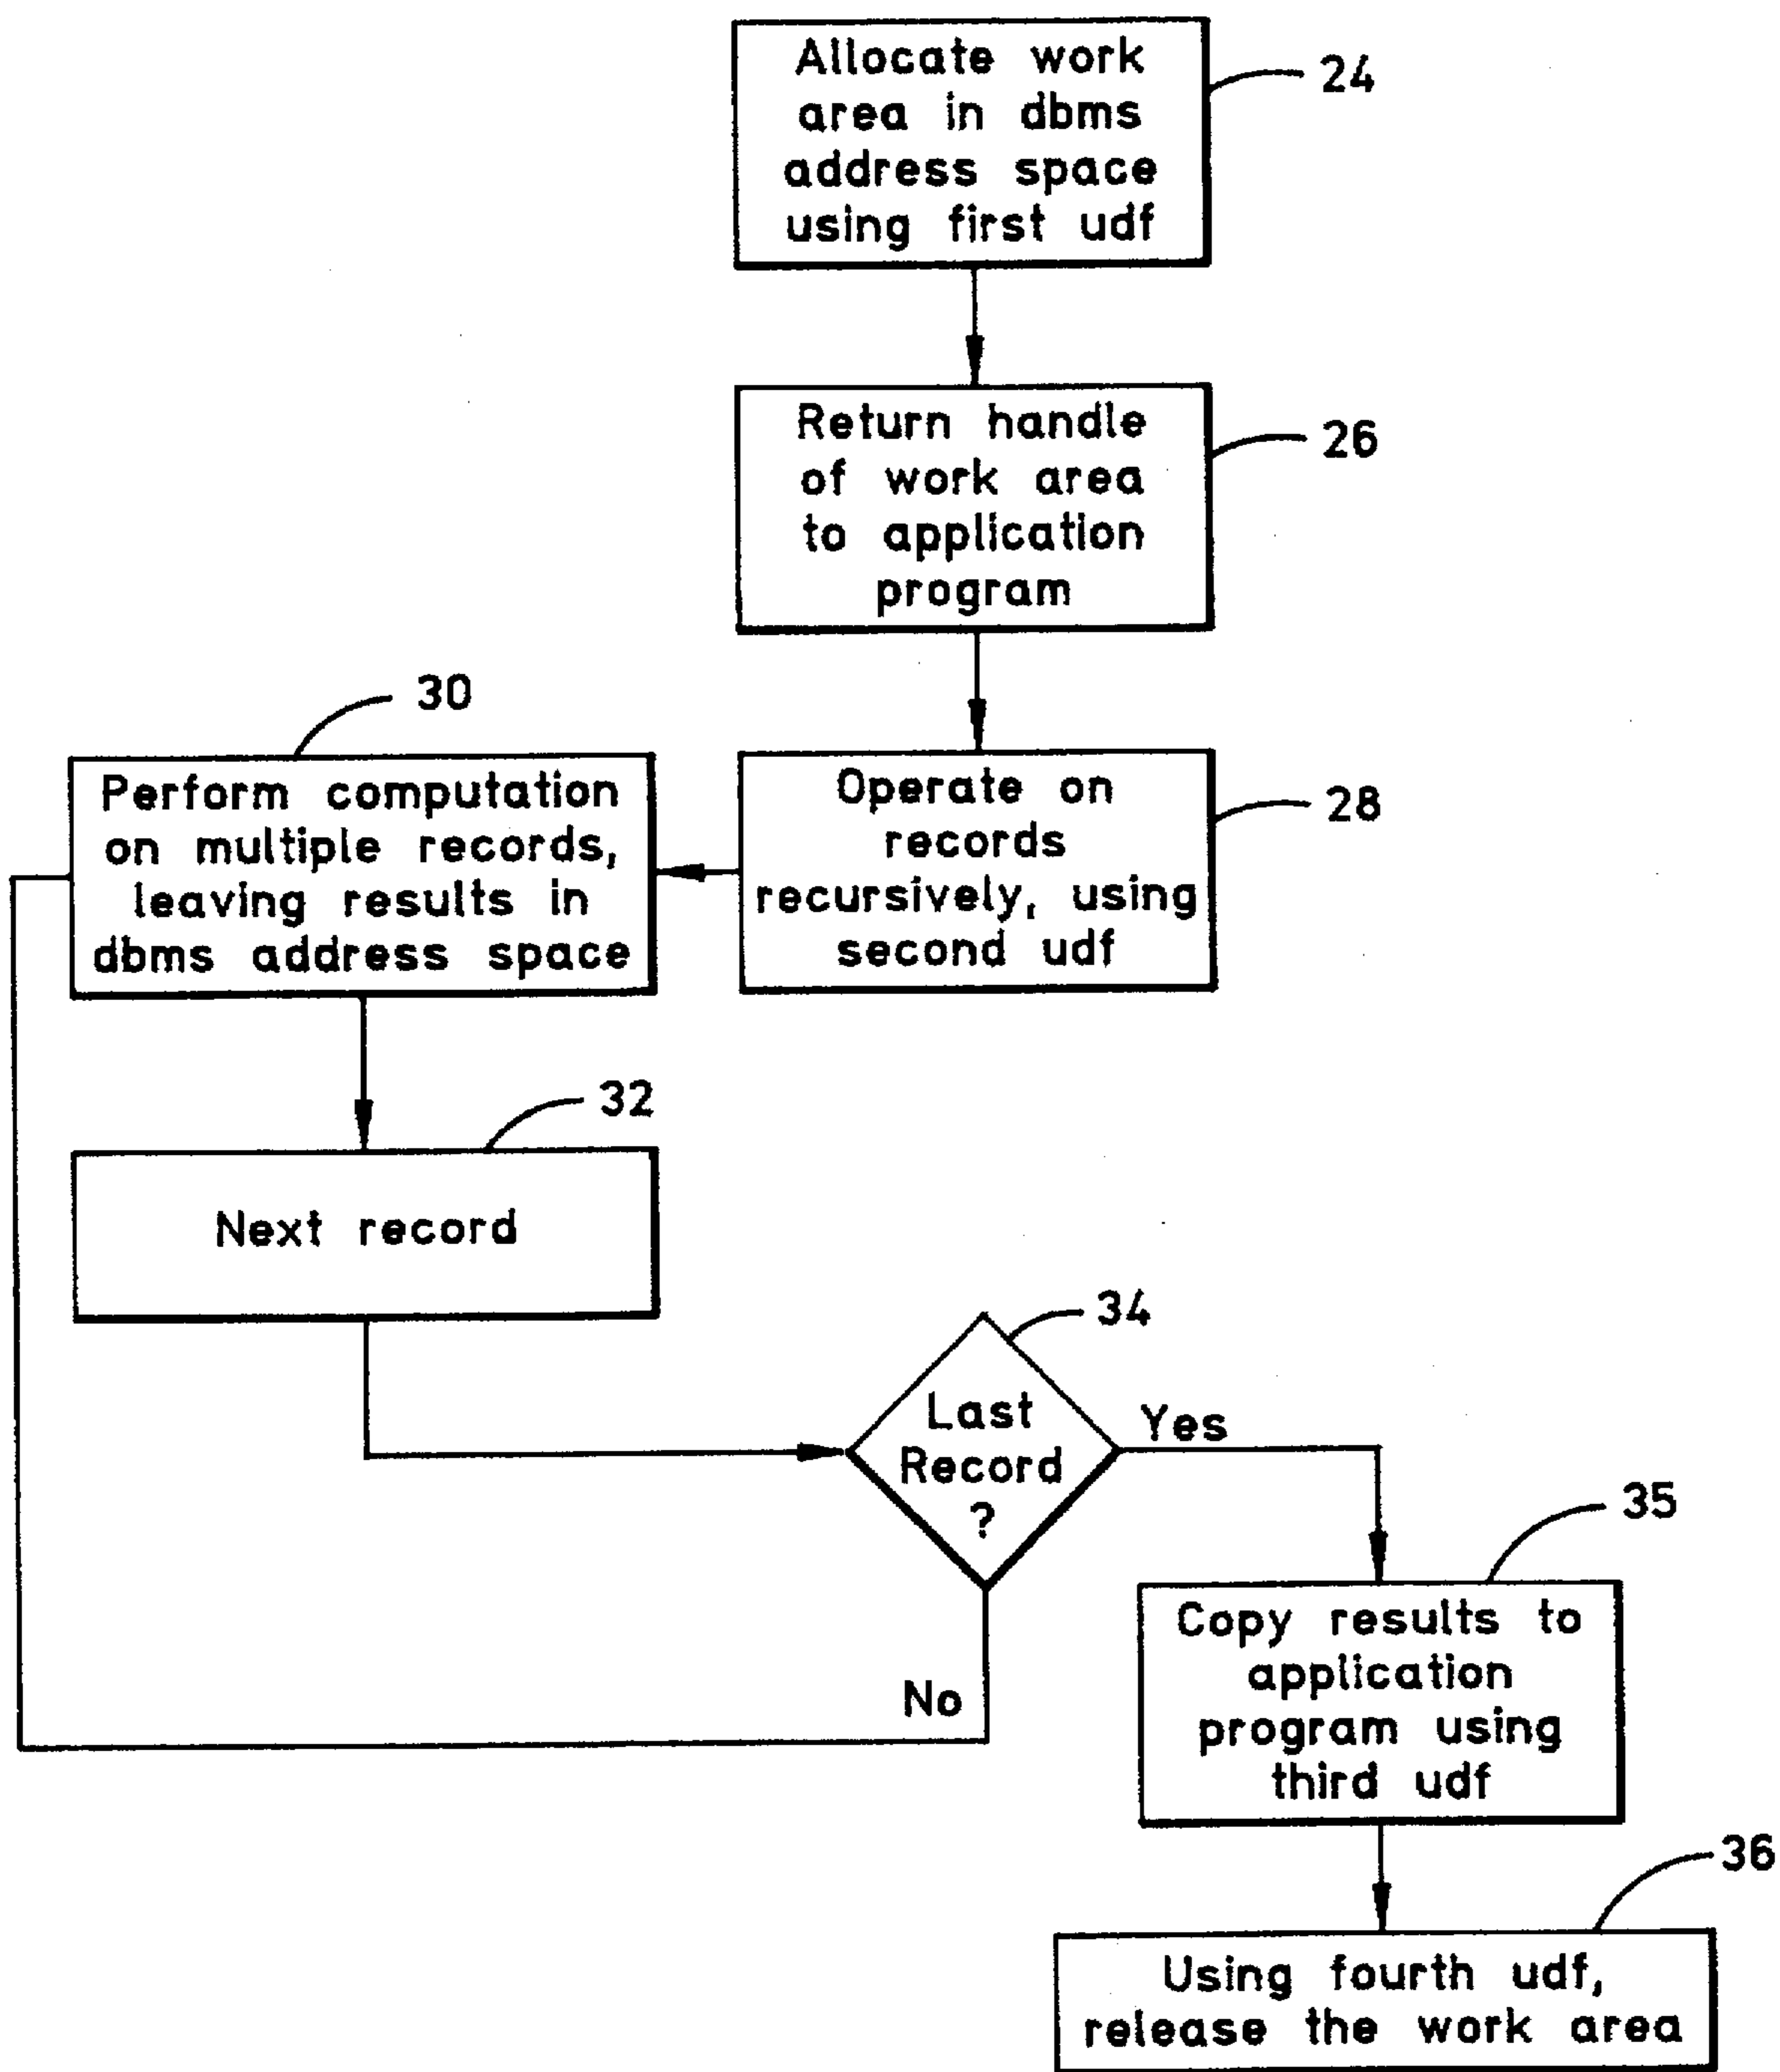 Allocate work
area in dbms
address space
using first udf
24
Return handle
of work area
to application
program
26
Operate on
records
recursively, using
second udf
28
30
Perform computation
on multiple records,
leaving results in
dbms address space
32
Next record
34
Last
Record
?
Yes
No
35
Copy results to
application
program using
third udf
36
Using fourth udf,
release the work area